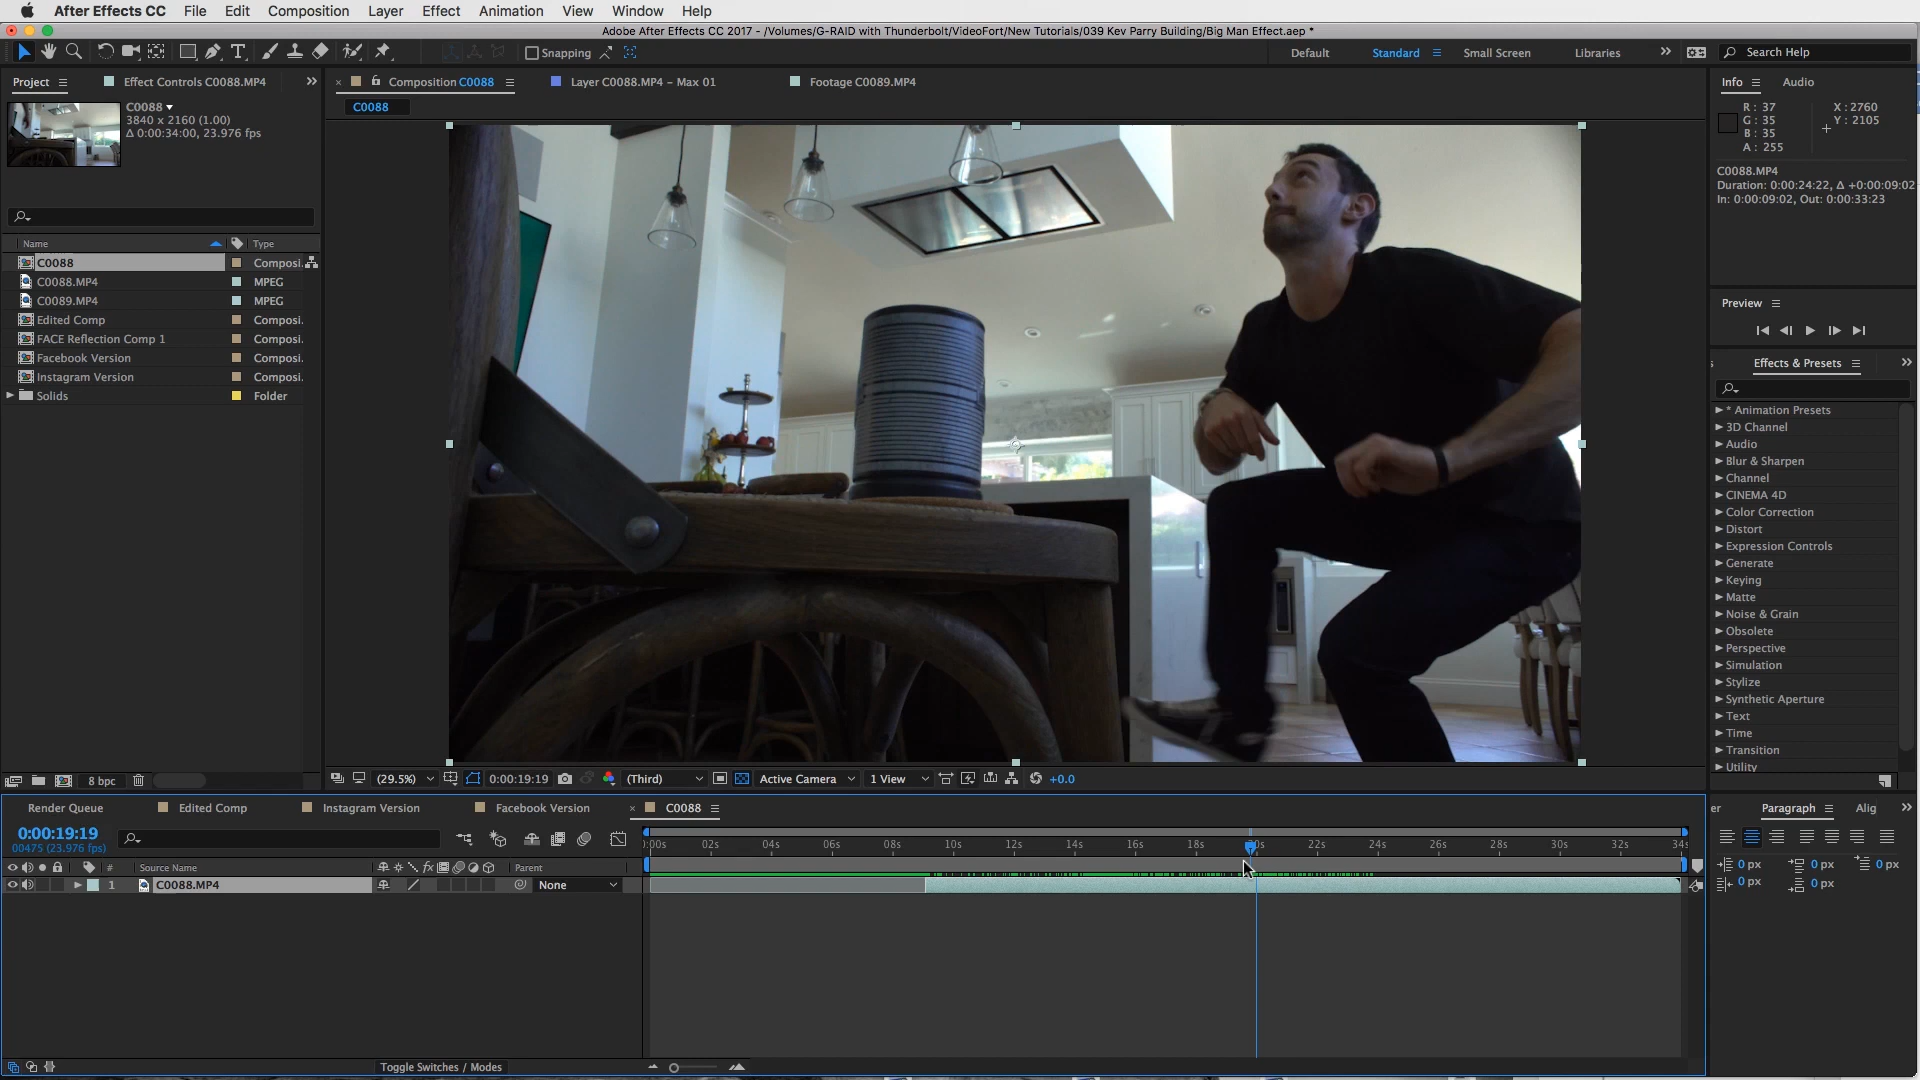 After Effects CC File Edit Composition Layer Effect Animation View Window Help
Adobe After Effects CC 2017 - /Volumes/G-RAID with Thunderbolt/VideoFort/New Tutorials/039 Kev Parry Building/Big Man Effect.aep *
Snapping Default Standard Small Screen Libraries Search Help
Project Effect Controls C0088.MP4
C0088
3840 x 2160 (1.00)
Δ 0:00:34:00, 23.976 fps
Name Type
C0088 Composi.
C0088.MP4 MPEG
C0089.MP4 MPEG
Edited Comp Composi.
FACE Reflection Comp 1 Composi.
Facebook Version Composi.
Instagram Version Composi.
Solids Folder
8 bpc
Composition C0088 Layer C0088.MP4 – Max 01 Footage C0089.MP4
C0088
(29.5%) 0:00:19:19 (Third) Active Camera 1 View +0.0
Info Audio
R: 37 X: 2760
G: 35 Y: 2105
B: 35
A: 255
C0088.MP4
Duration: 0:00:24:22, Δ +0:00:09:02
In: 0:00:09:02, Out: 0:00:33:23
Preview
Effects & Presets
* Animation Presets
3D Channel
Audio
Blur & Sharpen
Channel
CINEMA 4D
Color Correction
Distort
Expression Controls
Generate
Keying
Matte
Noise & Grain
Obsolete
Perspective
Simulation
Stylize
Synthetic Aperture
Text
Time
Transition
Utility
Render Queue Edited Comp Instagram Version Facebook Version C0088
0:00:19:19
00475 (23.976 fps)
# Source Name fx Parent
1 C0088.MP4 None
):00s 02s 04s 06s 08s 10s 12s 14s 16s 18s 20s 22s 24s 26s 28s 30s 32s 34s
Toggle Switches / Modes
er Paragraph Alig
0 px 0 px 0 px
0 px 0 px